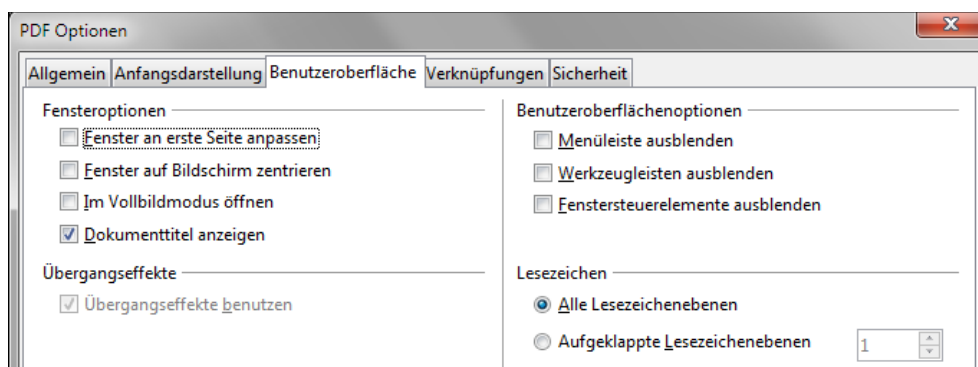 PDF Optionen
Allgemein Anfangsdarstellung Benutzeroberfläche Verknüpfungen Sicherheit
Fensteroptionen
Fenster an erste Seite anpassen
Fenster auf Bildschirm zentrieren
Im Vollbildmodus öffnen
Dokumenttitel anzeigen
Übergangseffekte
Übergangseffekte benutzen
Benutzeroberflächenoptionen
Menüleiste ausblenden
Werkzeugleisten ausblenden
Fenstersteuerelemente ausblenden
Lesezeichen
Alle Lesezeichenebenen
Aufgeklappte Lesezeichenebenen 1